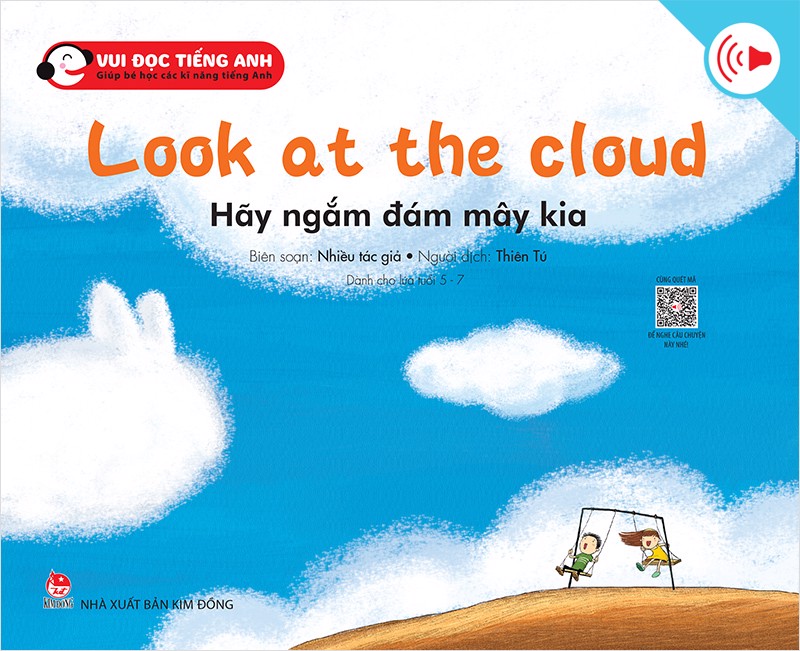 VUI ĐỌC TIẾNG ANH
Giúp bé học các kĩ năng tiếng Anh
Look at the cloud
Hãy ngắm đám mây kia
Biên soạn: Nhiều tác giả • Người dịch: Thiên Tú
Dành cho lứa tuổi 5 - 7
CÙNG QUÉT MÃ
ĐỂ NGHE CÂU CHUYỆN
NÀY NHÉ!
KIM ĐỒNG
NHÀ XUẤT BẢN KIM ĐỒNG